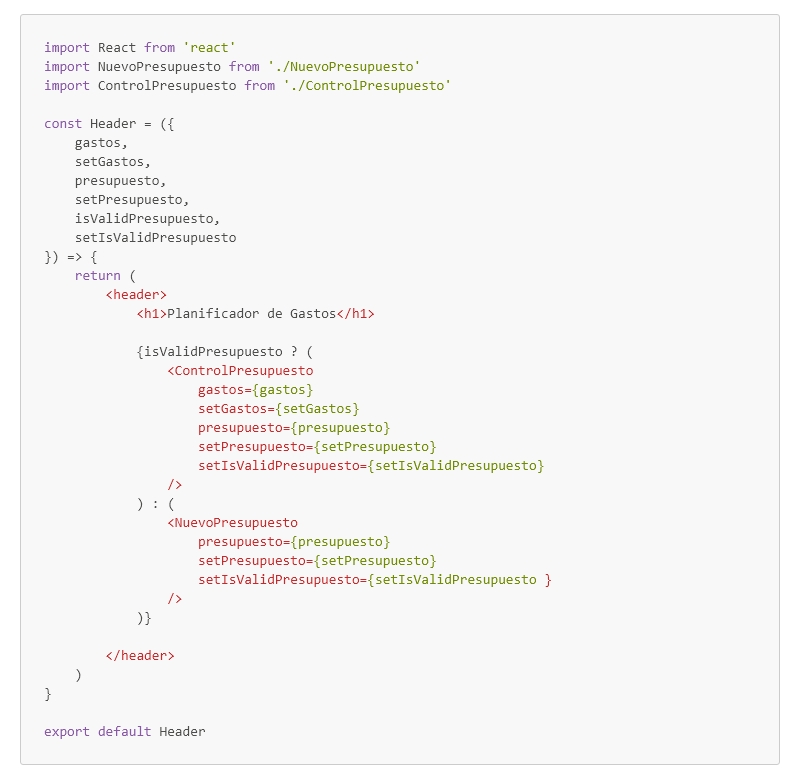 import React from 'react'
import NuevoPresupuesto from './NuevoPresupuesto'
import ControlPresupuesto from './ControlPresupuesto'

const Header = ({
    gastos,
    setGastos,
    presupuesto,
    setPresupuesto,
    isValidPresupuesto,
    setIsValidPresupuesto
}) => {
    return (
        <header>
            <h1>Planificador de Gastos</h1>

            {isValidPresupuesto ? (
                <ControlPresupuesto
                    gastos={gastos}
                    setGastos={setGastos}
                    presupuesto={presupuesto}
                    setPresupuesto={setPresupuesto}
                    setIsValidPresupuesto={setIsValidPresupuesto}
                />
            ) : (
                <NuevoPresupuesto
                    presupuesto={presupuesto}
                    setPresupuesto={setPresupuesto}
                    setIsValidPresupuesto={setIsValidPresupuesto }
                />
            )}

        </header>
    )
}

export default Header